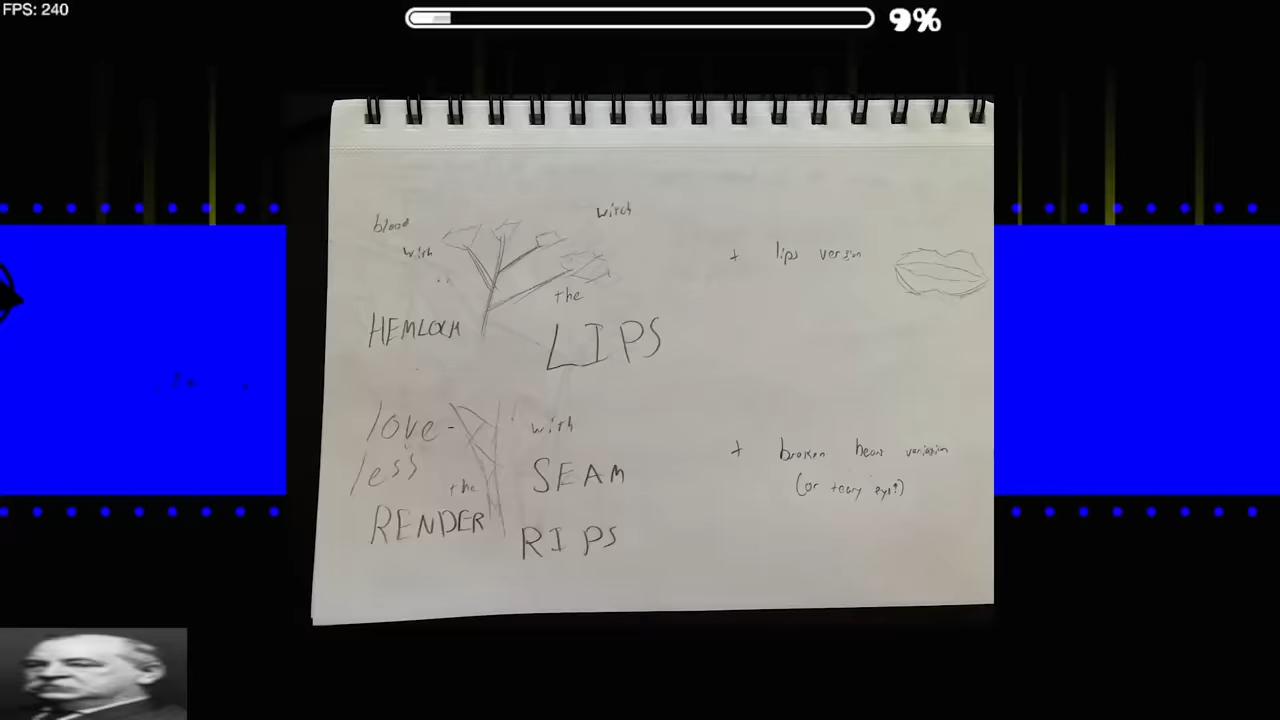 FPS: 240
9%
blood
witch
with
the
HEMLOCK
LIPS
+ lips version
love-
less
with
the
SEAM
RENDER
RIPS
+ broken heart variation
(or teary eys?)